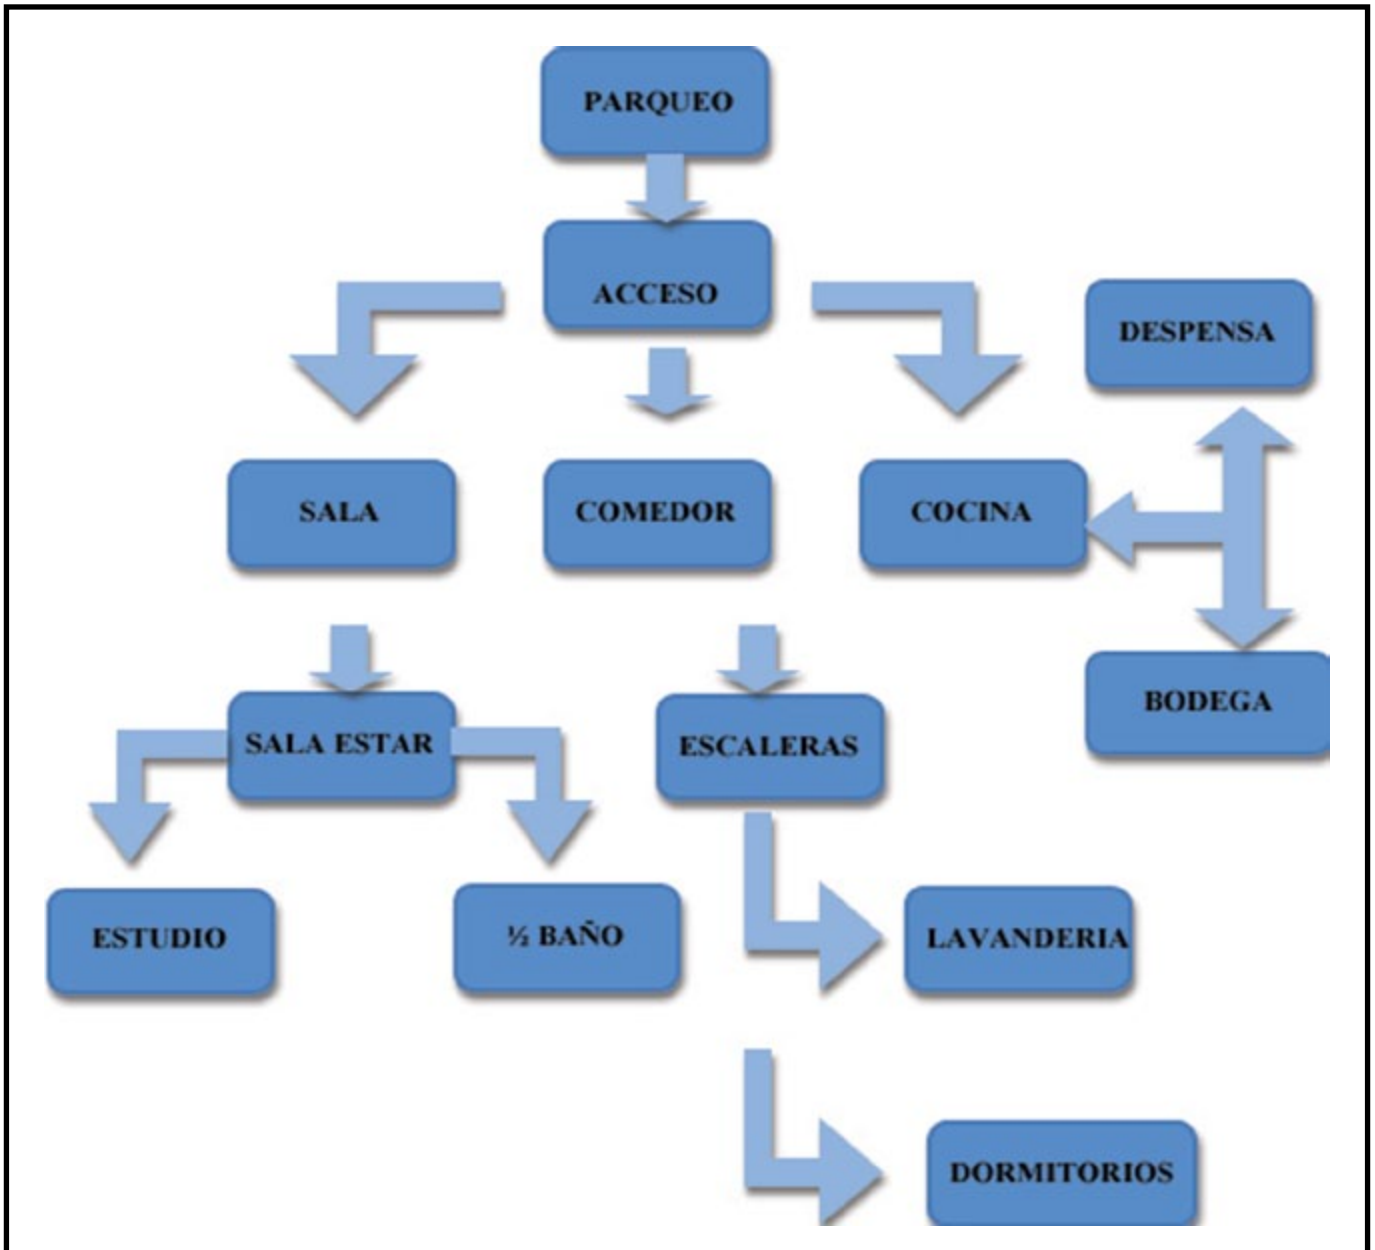 PARQUEO
ACCESO
DESPENSA
SALA
COMEDOR
COCINA
BODEGA
SALA ESTAR
ESCALERAS
ESTUDIO
½ BAÑO
LAVANDERIA
DORMITORIOS